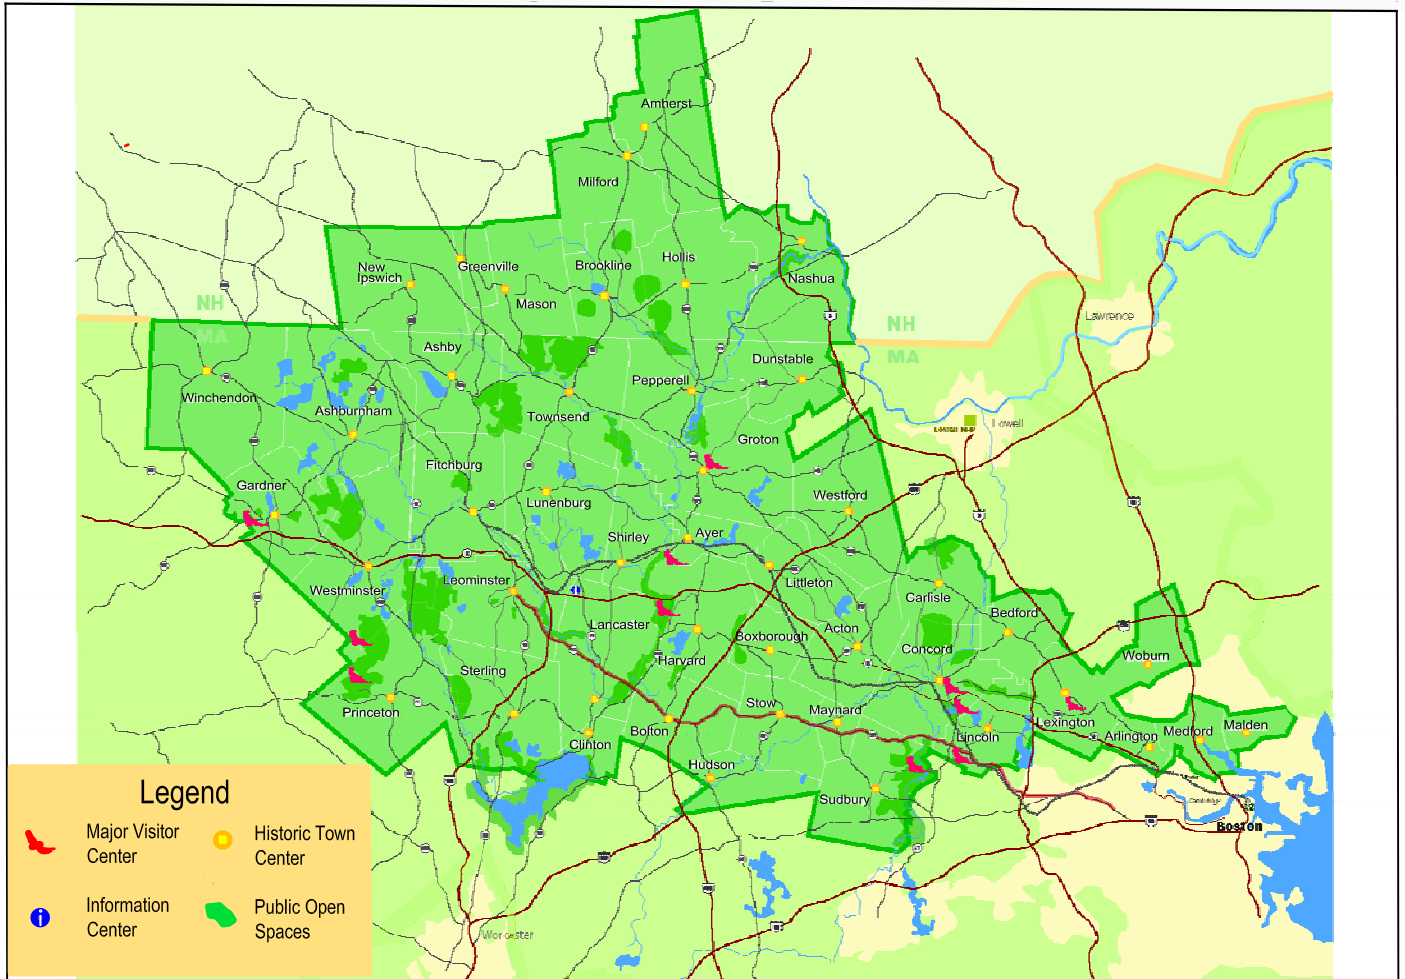 Amherst
Milford
New
Ipswich
Greenville
Brookline
Hollis
Nashua
Mason
NH
MA
NH
MA
Lawrence
Ashby
Dunstable
Pepperell
Winchendon
Ashburnham
Townsend
Lowell
Groton
Fitchburg
Gardner
Lunenburg
Westford
Shirley
Ayer
Westminster
Leominster
Littleton
Carlisle
Bedford
Lancaster
Boxborough
Acton
Concord
Harvard
Woburn
Sterling
Princeton
Stow
Maynard
Bolton
Clinton
Lincoln
Lexington
Arlington
Medford
Malden
Hudson
Sudbury
Cambridge
Boston
Worcester
Legend
Major Visitor
Center
Historic Town
Center
Information
Center
Public Open
Spaces